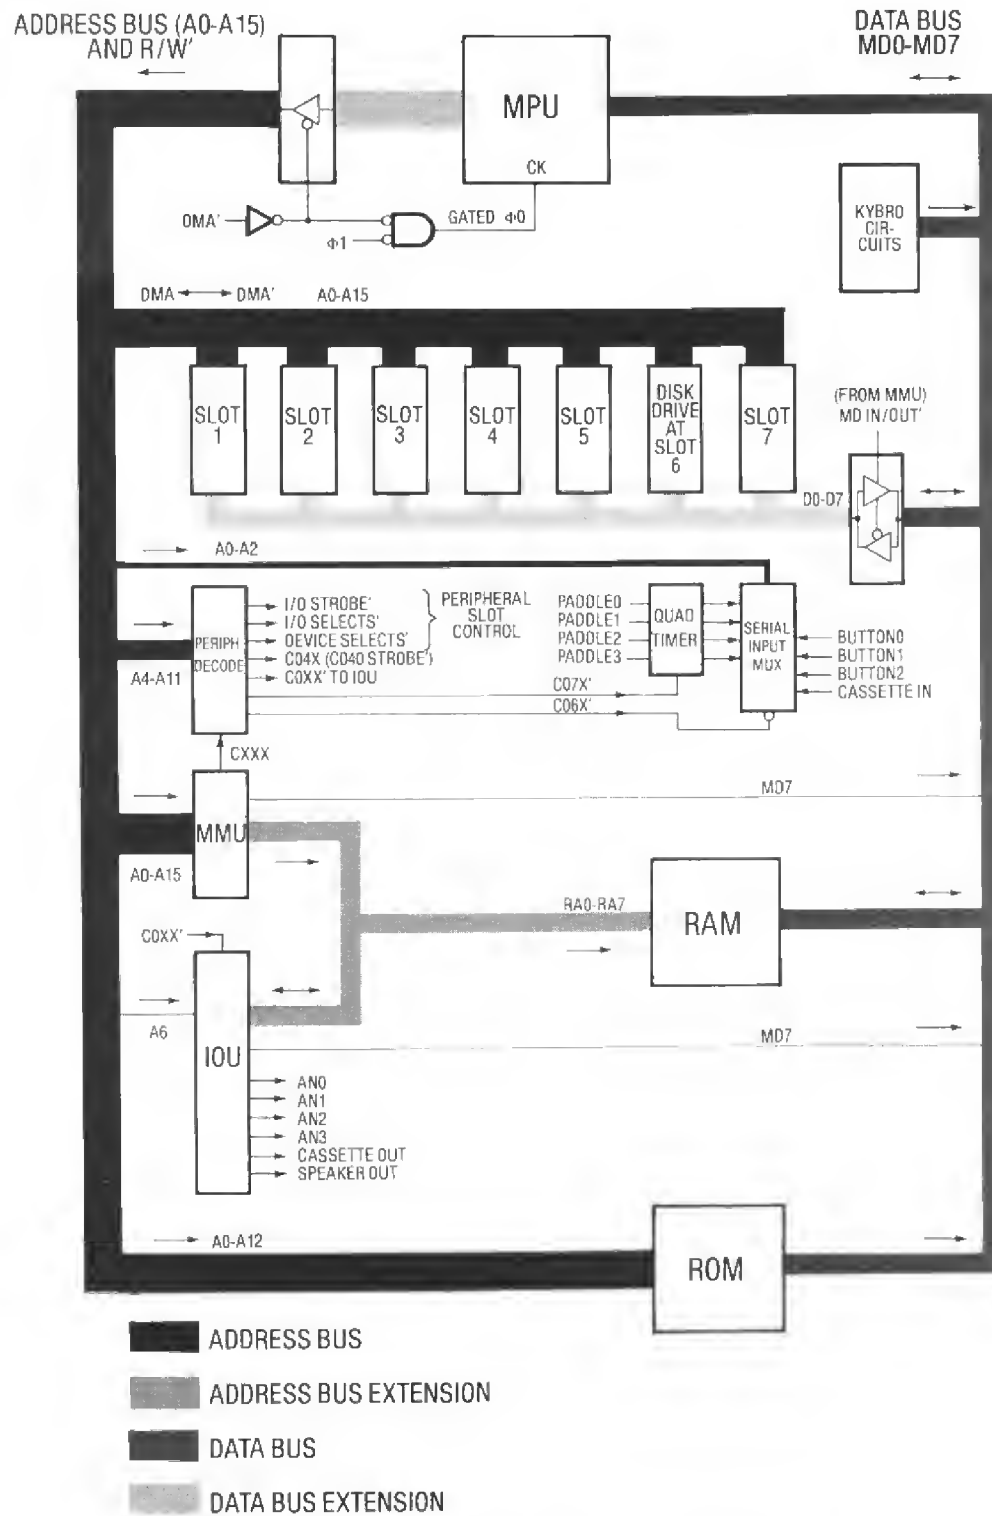 ADDRESS BUS (A0-A15)
AND R/W'
DATA BUS
MD0-MD7
MPU
CK
KYBRD
CIR-
CUITS
DMA'
Φ1
GATED Φ0
DMA
DMA'
A0-A15
SLOT
1
SLOT
2
SLOT
3
SLOT
4
SLOT
5
DISK
DRIVE
AT
SLOT
6
SLOT
7
(FROM MMU)
MD IN/OUT'
D0-D7
A0-A2
PERIPH
DECODE
I/O STROBE'
I/O SELECTS'
DEVICE SELECTS'
C04X (C040 STROBE')
C0XX' TO IOU
PERIPHERAL
SLOT
CONTROL
PADDLE0
PADDLE1
PADDLE2
PADDLE3
QUAD
TIMER
SERIAL
INPUT
MUX
BUTTON0
BUTTON1
BUTTON2
CASSETTE IN
A4-A11
C07X'
C06X'
CXXX
MMU
MD7
A0-A15
RA0-RA7
RAM
C0XX'
A6
IOU
MD7
AN0
AN1
AN2
AN3
CASSETTE OUT
SPEAKER OUT
A0-A12
ROM
ADDRESS BUS
ADDRESS BUS EXTENSION
DATA BUS
DATA BUS EXTENSION